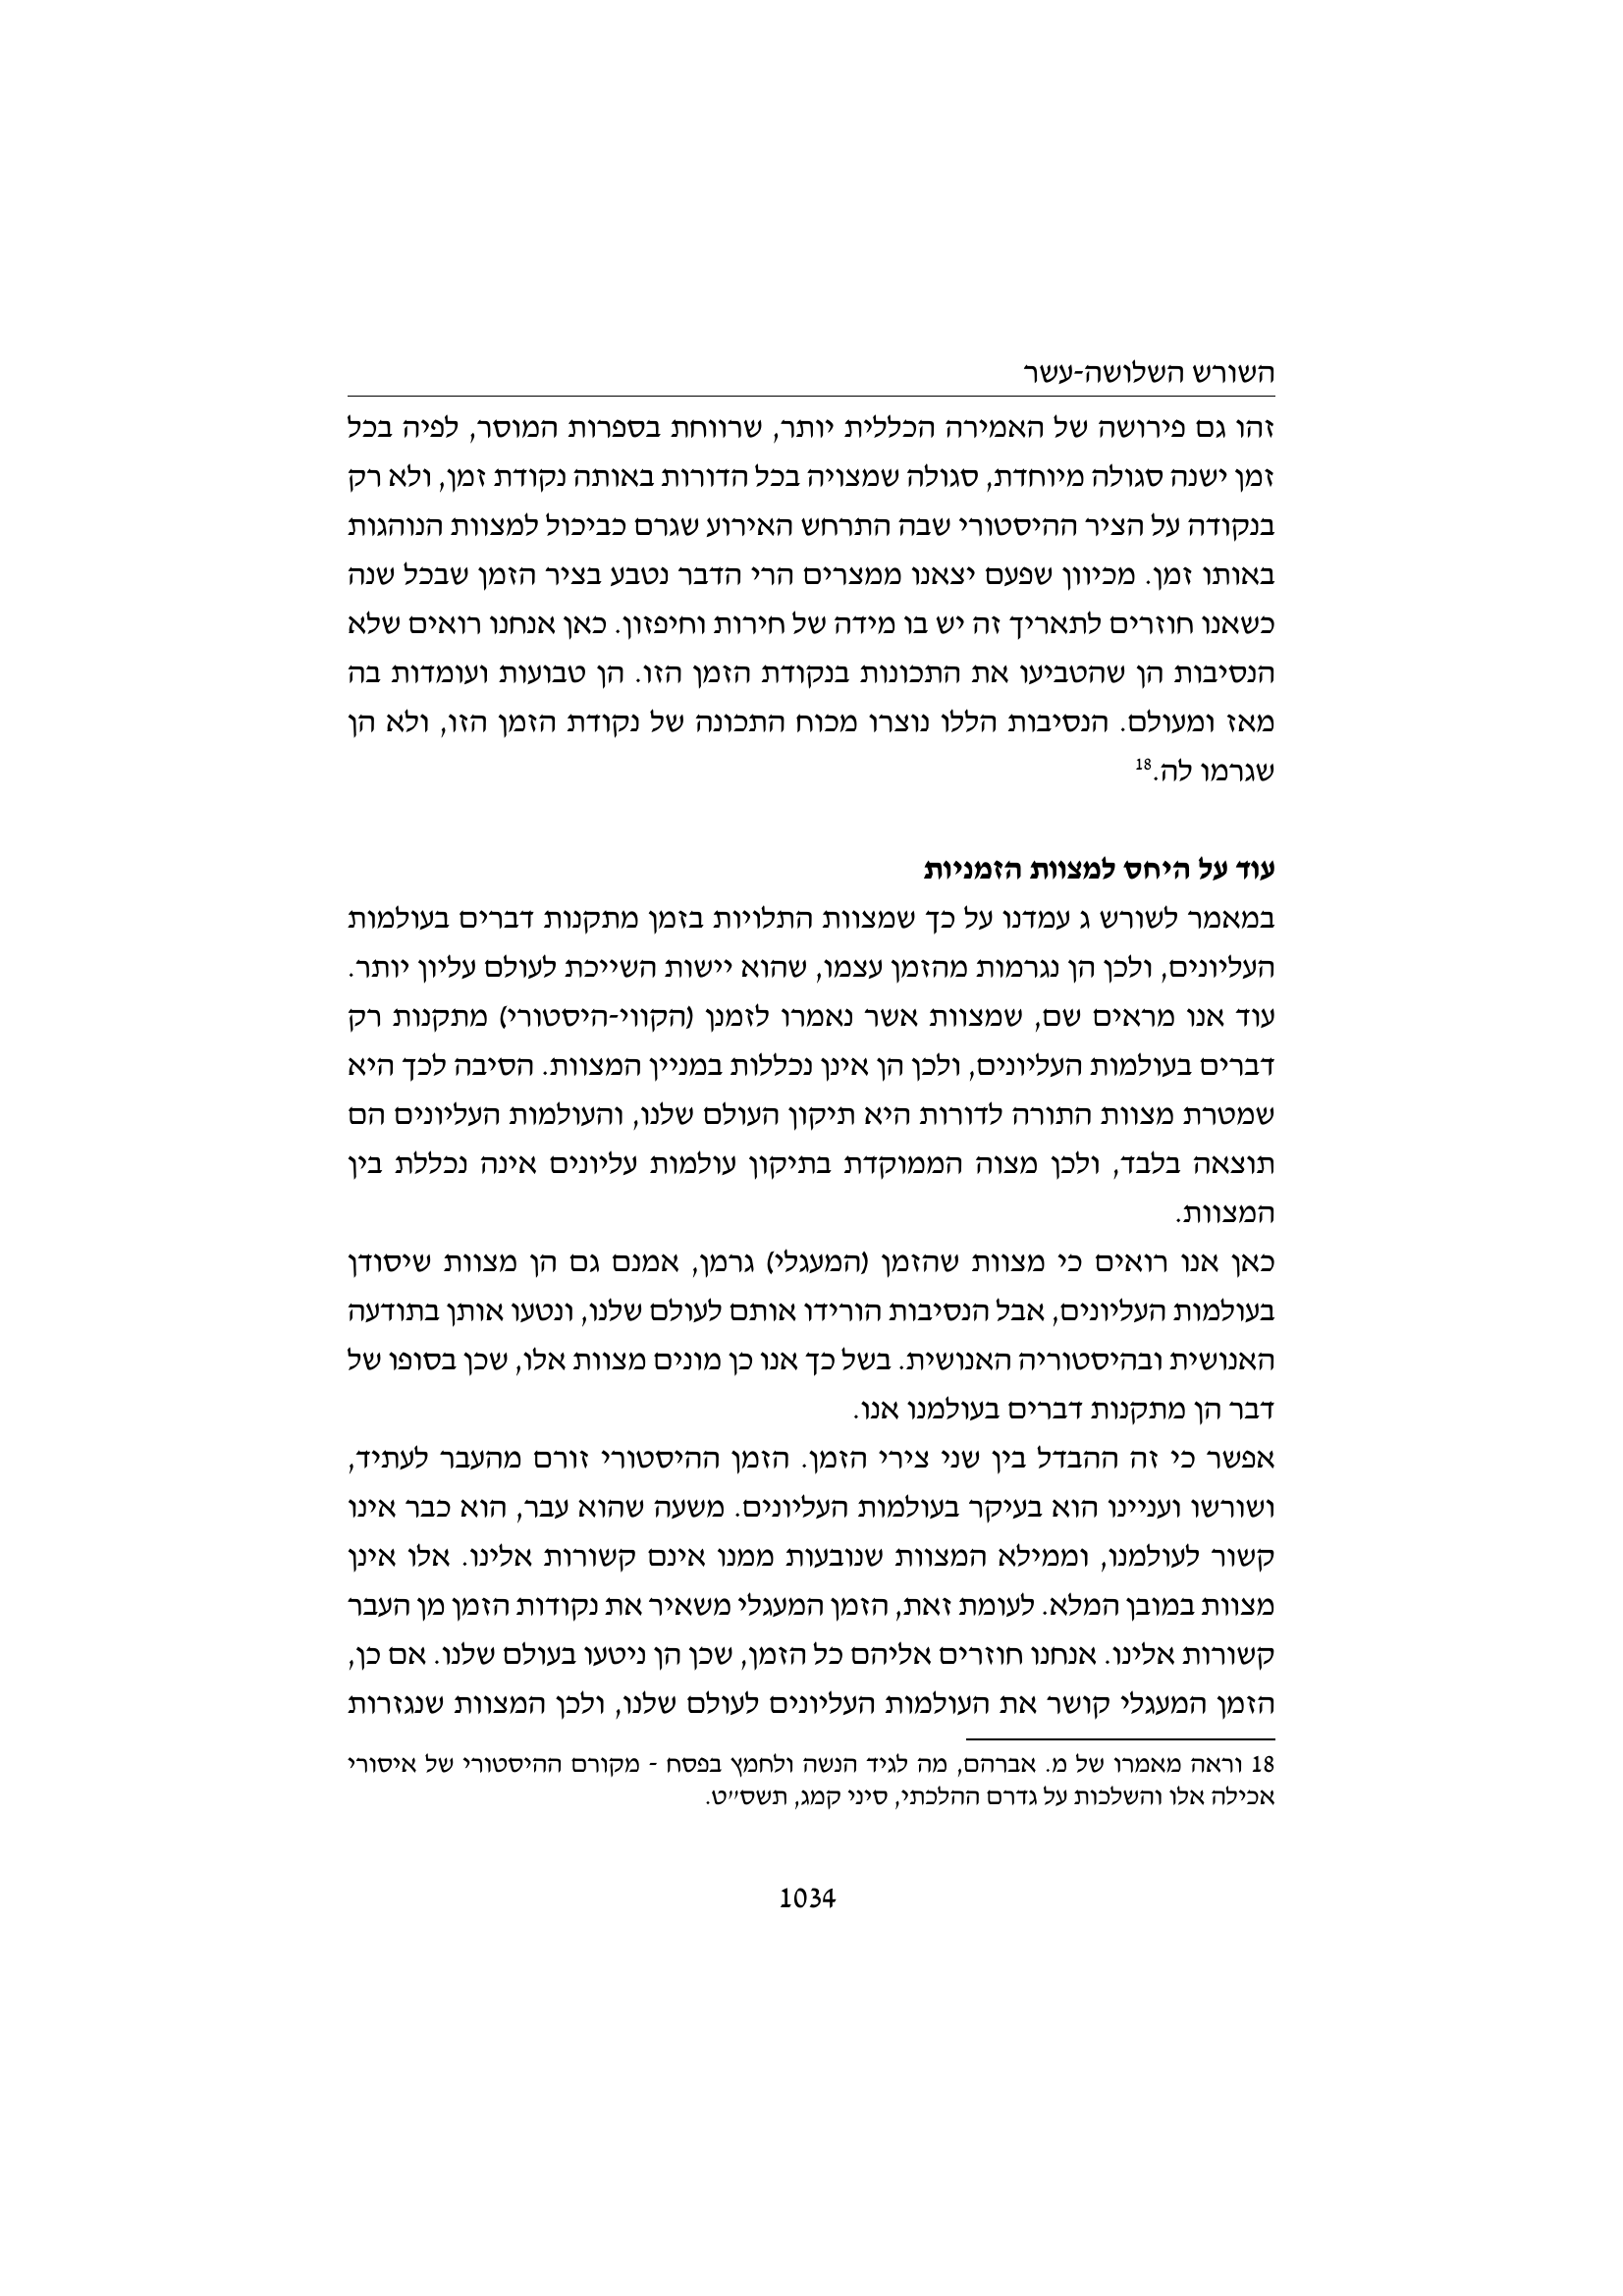 השורש השלושה-עשר
זהו גם פירושה של האמירה הכללית יותר, שרווחת בספרות המוסר, לפיה בכל
זמן ישנה סגולה מיוחדת, סגולה שמצויה בכל הדורות באותה נקודת זמן, ולא רק
בנקודה על הציר ההיסטורי שבה התרחש האירוע שגרם כביכול למצוות הנוהגות
באותו זמן. מכיוון שפעם יצאנו ממצרים הרי הדבר נטבע בציר הזמן שבכל שנה
כשאנו חוזרים לתאריך זה יש בו מידה של חירות וחיפזון. כאן אנחנו רואים שלא
הנסיבות הן שהטביעו את התכונות בנקודת הזמן הזו. הן טבועות ועומדות בה
מאז ומעולם. הנסיבות הללו נוצרו מכוח התכונה של נקודת הזמן הזו, ולא הן
שגרמו לה.18
עוד על היחס למצוות הזמניות
במאמר לשורש ג עמדנו על כך שמצוות התלויות בזמן מתקנות דברים בעולמות
העליונים, ולכן הן נגרמות מהזמן עצמו, שהוא יישות השייכת לעולם עליון יותר.
עוד אנו מראים שם, שמצוות אשר נאמרו לזמנן (הקווי-היסטורי) מתקנות רק
דברים בעולמות העליונים, ולכן הן אינן נכללות במניין המצוות. הסיבה לכך היא
שמטרת מצוות התורה לדורות היא תיקון העולם שלנו, והעולמות העליונים הם
תוצאה בלבד, ולכן מצוה הממוקדת בתיקון עולמות עליונים אינה נכללת בין
המצוות.
כאן אנו רואים כי מצוות שהזמן (המעגלי) גרמן, אמנם גם הן מצוות שיסודן
בעולמות העליונים, אבל הנסיבות הורידו אותם לעולם שלנו, ונטעו אותן בתודעה
האנושית ובהיסטוריה האנושית. בשל כך אנו כן מונים מצוות אלו, שכן בסופו של
דבר הן מתקנות דברים בעולמנו אנו.
אפשר כי זה ההבדל בין שני צירי הזמן. הזמן ההיסטורי זורם מהעבר לעתיד,
ושורשו ועניינו הוא בעיקר בעולמות העליונים. משעה שהוא עבר, הוא כבר אינו
קשור לעולמנו, וממילא המצוות שנובעות ממנו אינם קשורות אלינו. אלו אינן
מצוות במובן המלא. לעומת זאת, הזמן המעגלי משאיר את נקודות הזמן מן העבר
קשורות אלינו. אנחנו חוזרים אליהם כל הזמן, שכן הן ניטעו בעולם שלנו. אם כן,
הזמן המעגלי קושר את העולמות העליונים לעולם שלנו, ולכן המצוות שנגזרות
18 וראה מאמרו של מ. אברהם, מה לגיד הנשה ולחמץ בפסח - מקורם ההיסטורי של איסורי
אכילה אלו והשלכות על גדרם ההלכתי, סיני קמג, תשס״ט.
1034